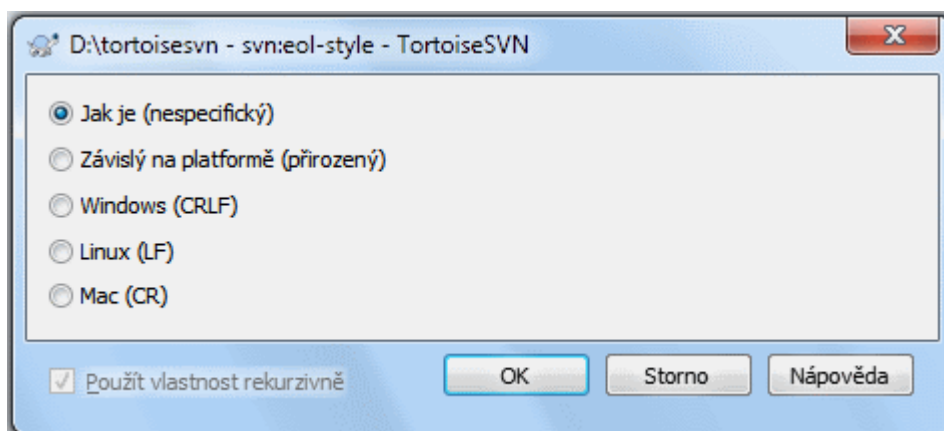 D:\tortoisesvn - svn:eol-style - TortoiseSVN
Jak je (nespecifický)
Závislý na platformě (přirozený)
Windows (CRLF)
Linux (LF)
Mac (CR)
Použít vlastnost rekurzivně
OK
Storno
Nápověda